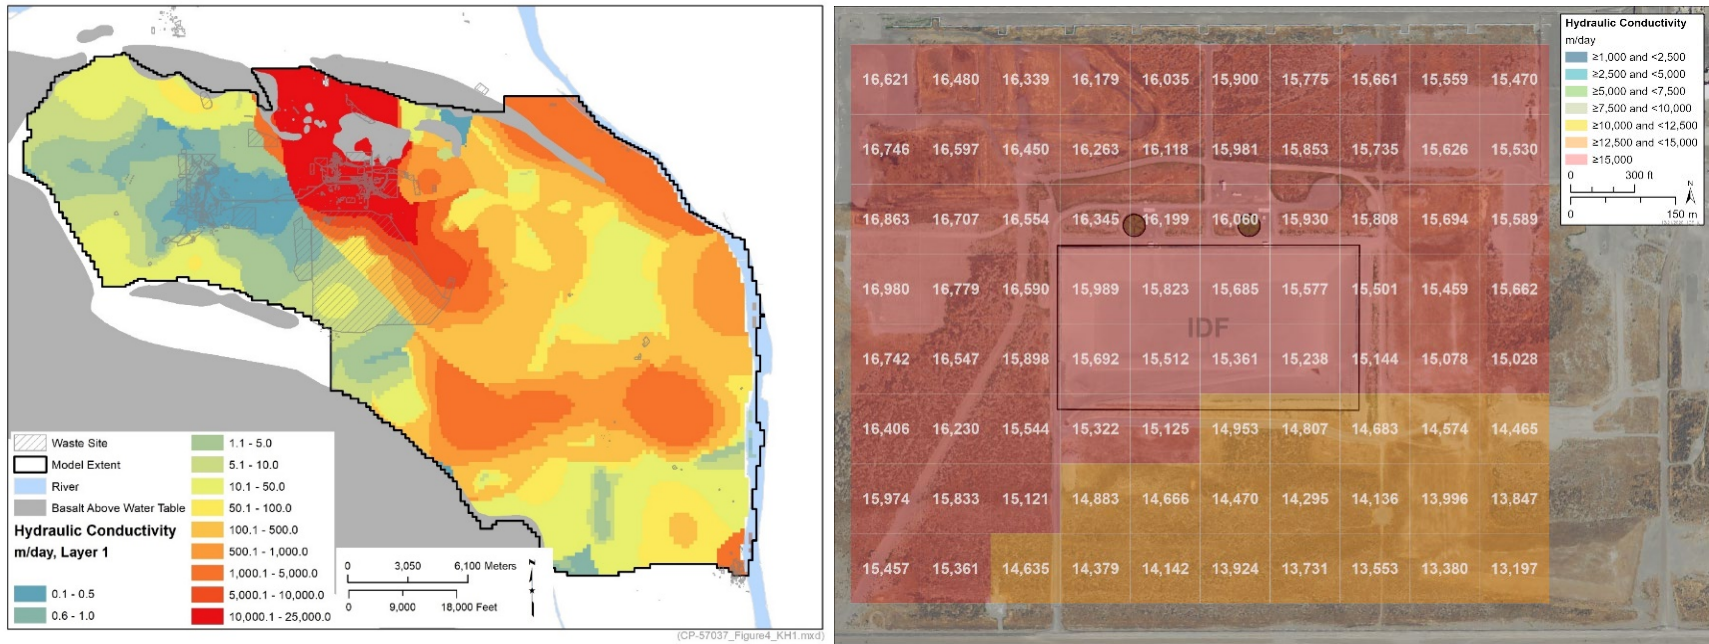 Waste Site
Model Extent
River
Basalt Above Water Table
Hydraulic Conductivity
m/day, Layer 1
0.1 - 0.5
0.6 - 1.0
1.1 - 5.0
5.1 - 10.0
10.1 - 50.0
50.1 - 100.0
100.1 - 500.0
500.1 - 1,000.0
1,000.1 - 5,000.0
5,000.1 - 10,000.0
10,000.1 - 25,000.0
0 3,050 6,100 Meters
0 9,000 18,000 Feet
N
(CP-57037_Figure4_KH1.mxd)
Hydraulic Conductivity
m/day
≥1,000 and <2,500
≥2,500 and <5,000
≥5,000 and <7,500
≥7,500 and <10,000
≥10,000 and <12,500
≥12,500 and <15,000
≥15,000
0 300 ft
N
0 150 m
16,621 16,480 16,339 16,179 16,035 15,900 15,775 15,661 15,559 15,470
16,746 16,597 16,450 16,263 16,118 15,981 15,853 15,735 15,626 15,530
16,863 16,707 16,554 16,345 16,199 16,060 15,930 15,808 15,694 15,589
16,980 16,779 16,590 15,989 15,823 15,685 15,577 15,501 15,459 15,662
IDF
16,742 16,547 15,898 15,692 15,512 15,361 15,238 15,144 15,078 15,028
16,406 16,230 15,544 15,322 15,125 14,953 14,807 14,683 14,574 14,465
15,974 15,833 15,121 14,883 14,666 14,470 14,295 14,136 13,996 13,847
15,457 15,361 14,635 14,379 14,142 13,924 13,731 13,553 13,380 13,197